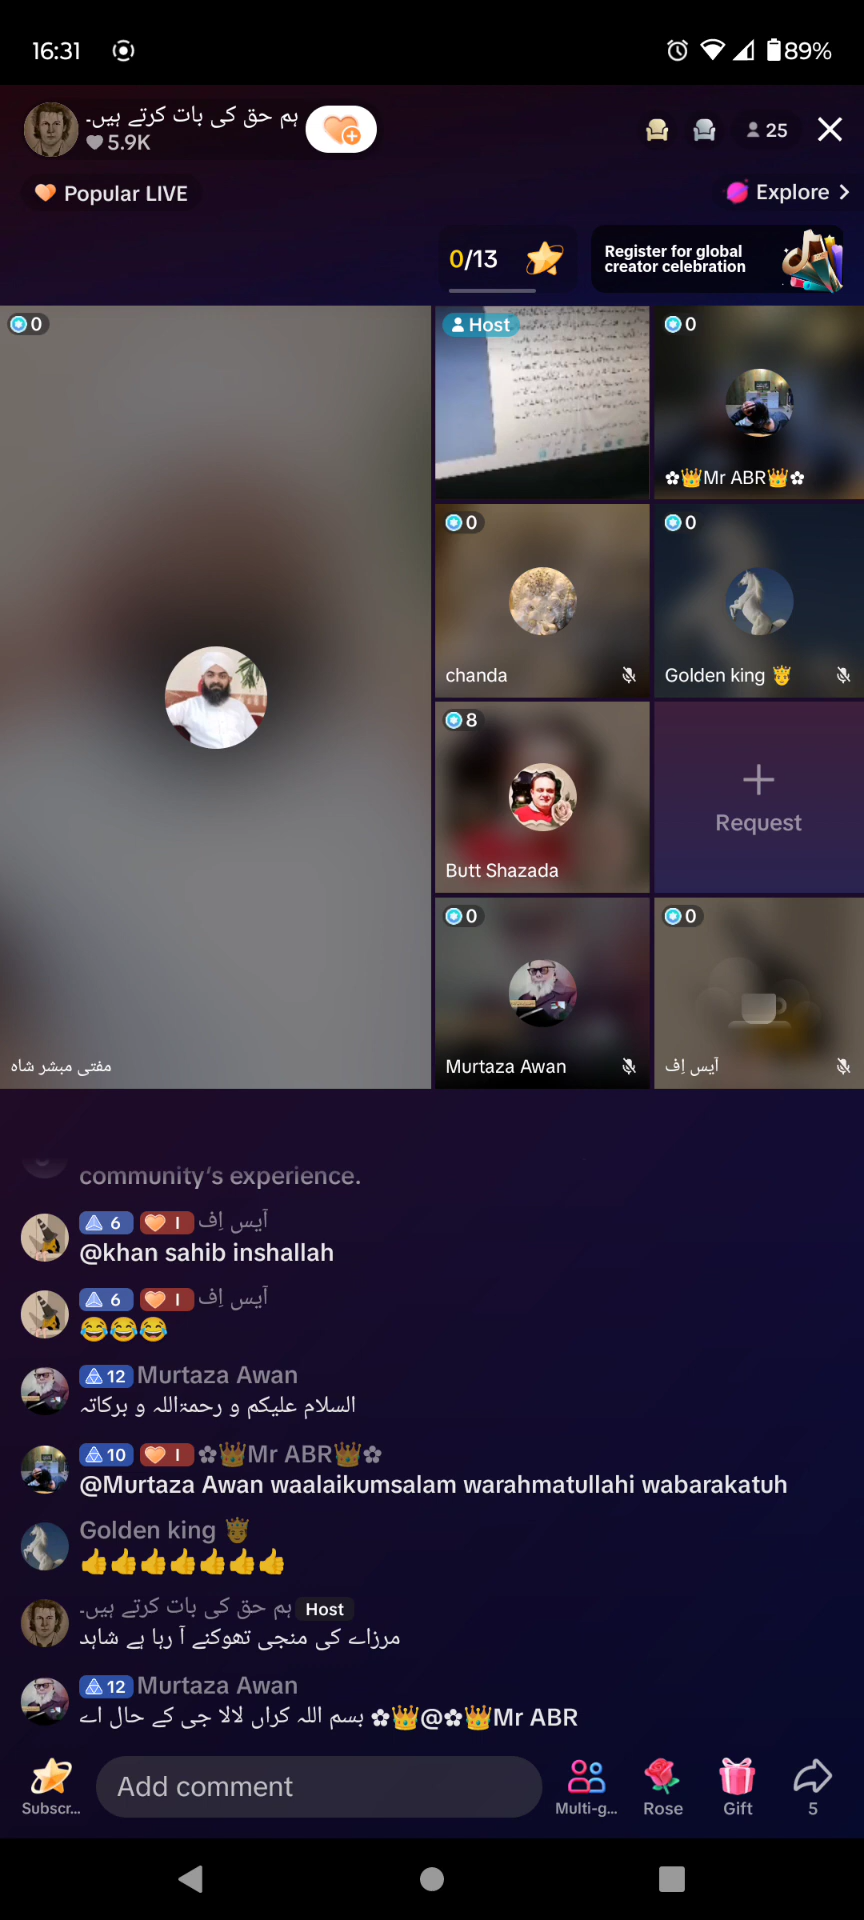 16:31
89%
ہم حق کی بات کرتے ہیں۔
5.9K
25
Popular LIVE
Explore
0/13
Register for global
creator celebration
0
Host
0
✿👑Mr ABR👑✿
0
chanda
0
Golden king 🤴
8
Butt Shazada
Request
مفتی مبشر شاہ
0
Murtaza Awan
0
آیس اِف
community's experience.
6 I آیس اِف
@khan sahib inshallah
6 I آیس اِف
😂😂😂
12 Murtaza Awan
السلام علیکم و رحمۃاللہ و برکاتہ
10 I ✿👑Mr ABR👑✿
@Murtaza Awan waalaikumsalam warahmatullahi wabarakatuh
Golden king 🤴
👍👍👍👍👍👍👍
ہم حق کی بات کرتے ہیں۔ Host
مرزاے کی منجی تھوکنے آ رہا ہے شاہد
12 Murtaza Awan
بسم اللہ کراں لالا جی کے حال اے ✿👑@✿👑Mr ABR
Add comment
Subscr...
Multi-g...
Rose
Gift
5